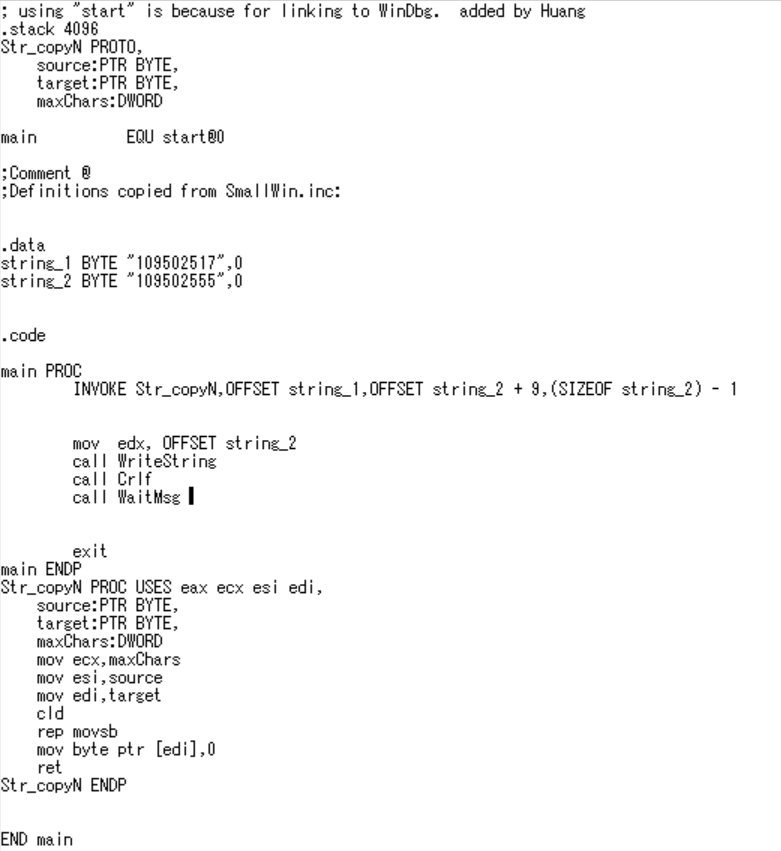 ; using "start" is because for linking to WinDbg.  added by Huang
.stack 4096
Str_copyN PROTO,
    source:PTR BYTE,
    target:PTR BYTE,
    maxChars:DWORD
main          EQU start@0
;Comment @
;Definitions copied from SmallWin.inc:
.data
string_1 BYTE "109502517",0
string_2 BYTE "109502555",0
.code
main PROC
        INVOKE Str_copyN,OFFSET string_1,OFFSET string_2 + 9,(SIZEOF string_2) - 1
        mov  edx, OFFSET string_2
        call WriteString
        call Crlf
        call WaitMsg
        exit
main ENDP
Str_copyN PROC USES eax ecx esi edi,
    source:PTR BYTE,
    target:PTR BYTE,
    maxChars:DWORD
    mov ecx,maxChars
    mov esi,source
    mov edi,target
    cld
    rep movsb
    mov byte ptr [edi],0
    ret
Str_copyN ENDP
END main